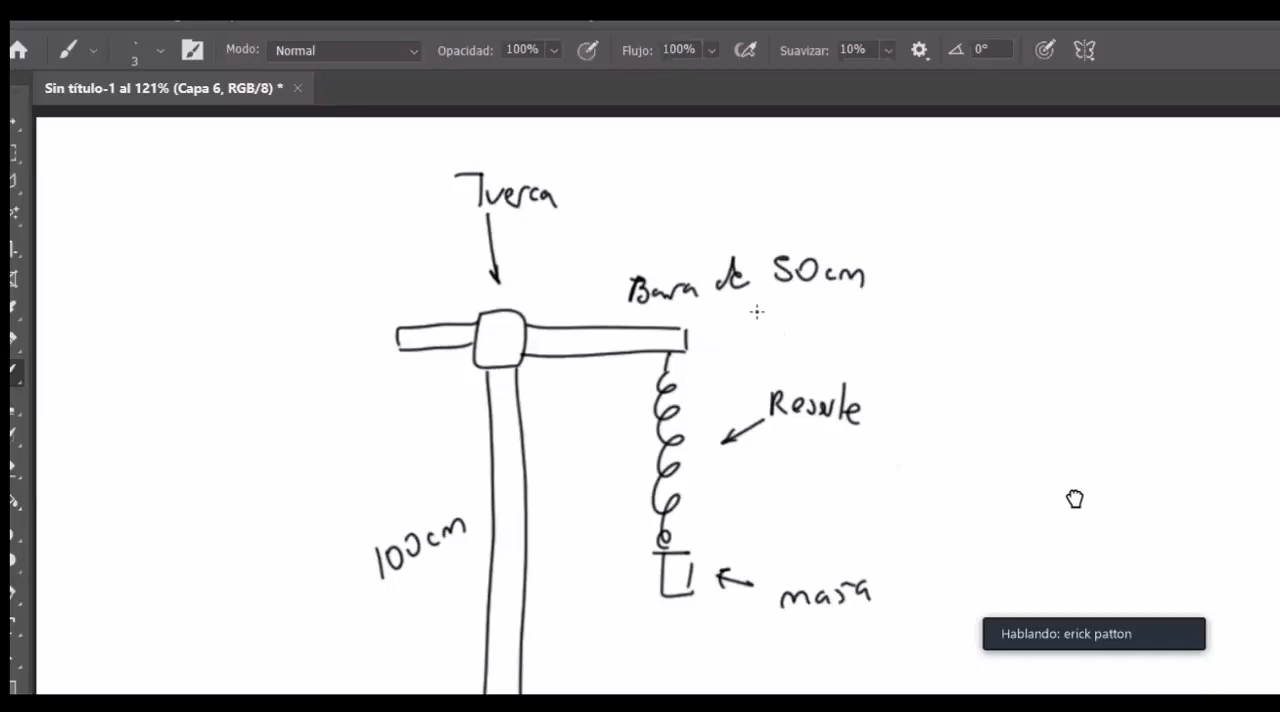 Modo: Normal Opacidad: 100% Flujo: 100% Suavizar: 10% 0°
3
Sin título-1 al 121% (Capa 6, RGB/8) *
Tuerca
Barra de 50cm
Resorte
100cm
masa
Hablando: erick patton